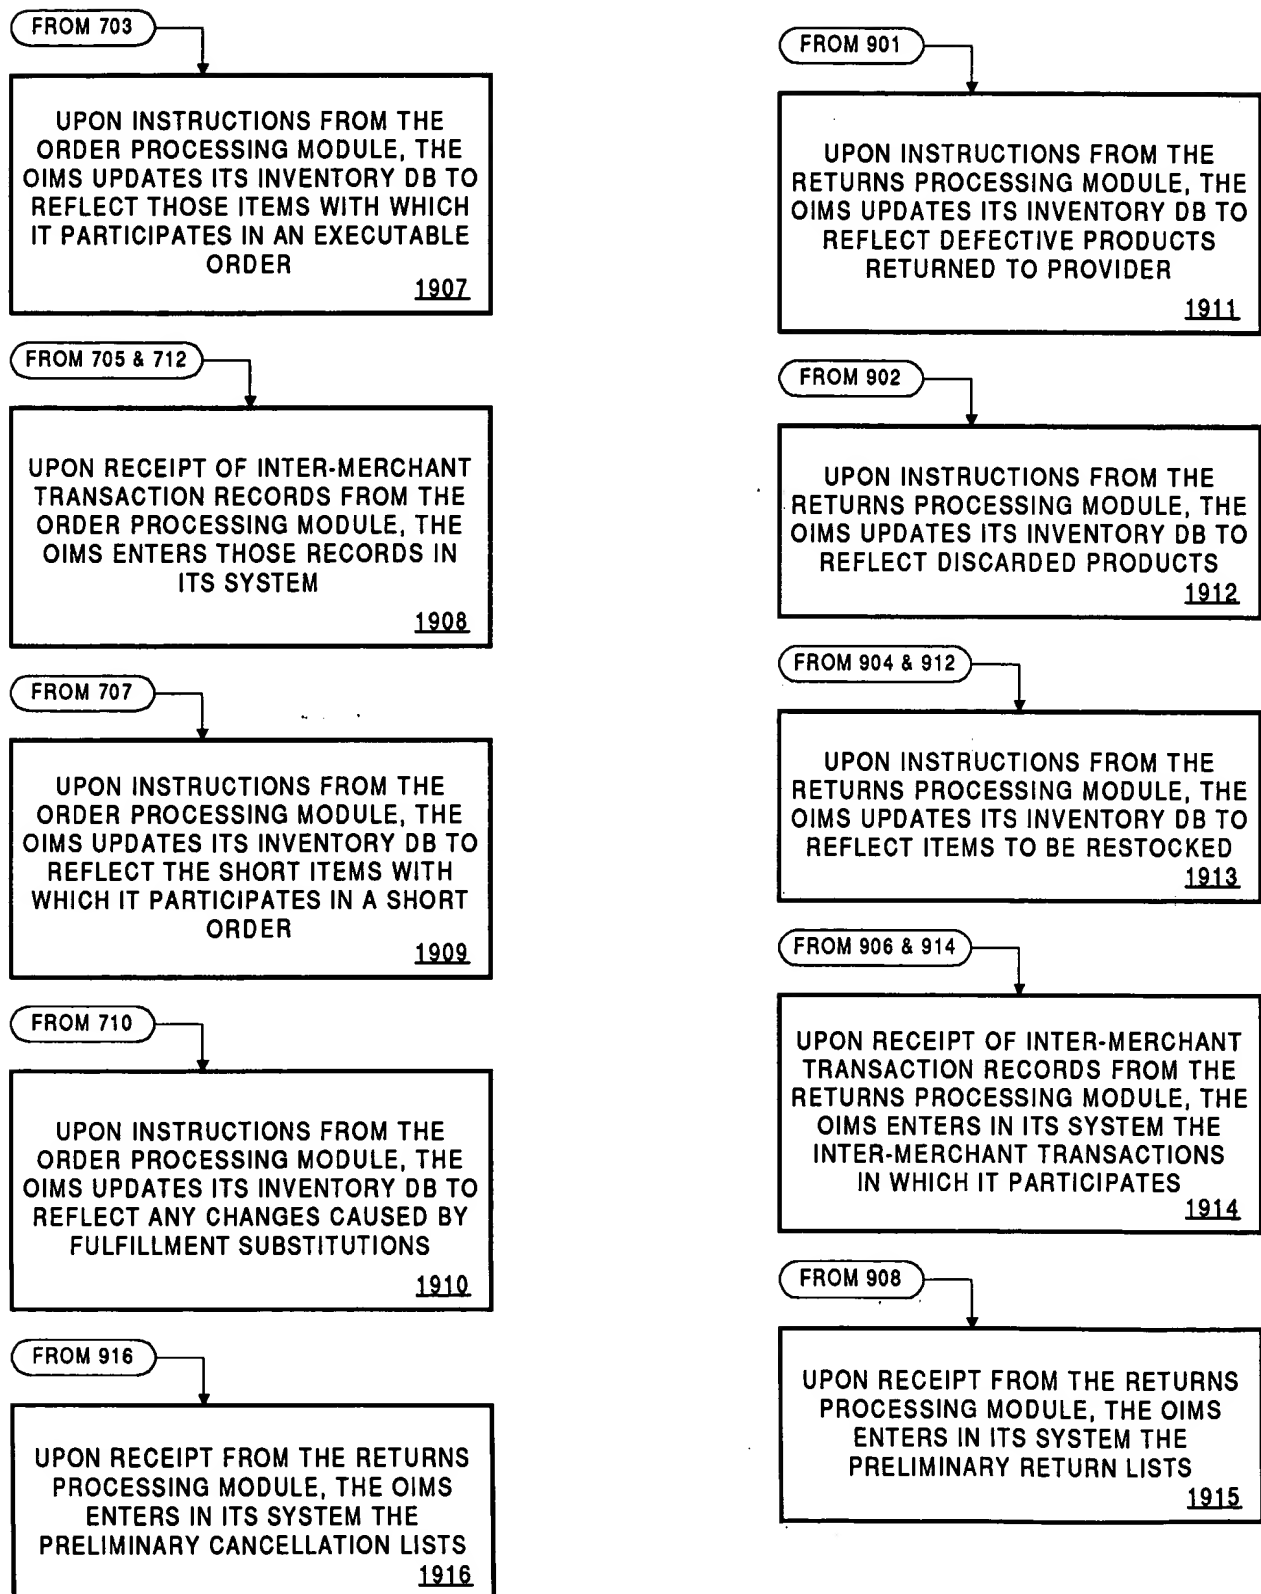 FROM 703
UPON INSTRUCTIONS FROM THE
ORDER PROCESSING MODULE, THE
OIMS UPDATES ITS INVENTORY DB TO
REFLECT THOSE ITEMS WITH WHICH
IT PARTICIPATES IN AN EXECUTABLE
ORDER
1907
FROM 705 & 712
UPON RECEIPT OF INTER-MERCHANT
TRANSACTION RECORDS FROM THE
ORDER PROCESSING MODULE, THE
OIMS ENTERS THOSE RECORDS IN
ITS SYSTEM
1908
FROM 707
UPON INSTRUCTIONS FROM THE
ORDER PROCESSING MODULE, THE
OIMS UPDATES ITS INVENTORY DB TO
REFLECT THE SHORT ITEMS WITH
WHICH IT PARTICIPATES IN A SHORT
ORDER
1909
FROM 710
UPON INSTRUCTIONS FROM THE
ORDER PROCESSING MODULE, THE
OIMS UPDATES ITS INVENTORY DB TO
REFLECT ANY CHANGES CAUSED BY
FULFILLMENT SUBSTITUTIONS
1910
FROM 916
UPON RECEIPT FROM THE RETURNS
PROCESSING MODULE, THE OIMS
ENTERS IN ITS SYSTEM THE
PRELIMINARY CANCELLATION LISTS
1916
FROM 901
UPON INSTRUCTIONS FROM THE
RETURNS PROCESSING MODULE, THE
OIMS UPDATES ITS INVENTORY DB TO
REFLECT DEFECTIVE PRODUCTS
RETURNED TO PROVIDER
1911
FROM 902
UPON INSTRUCTIONS FROM THE
RETURNS PROCESSING MODULE, THE
OIMS UPDATES ITS INVENTORY DB TO
REFLECT DISCARDED PRODUCTS
1912
FROM 904 & 912
UPON INSTRUCTIONS FROM THE
RETURNS PROCESSING MODULE, THE
OIMS UPDATES ITS INVENTORY DB TO
REFLECT ITEMS TO BE RESTOCKED
1913
FROM 906 & 914
UPON RECEIPT OF INTER-MERCHANT
TRANSACTION RECORDS FROM THE
RETURNS PROCESSING MODULE, THE
OIMS ENTERS IN ITS SYSTEM THE
INTER-MERCHANT TRANSACTIONS
IN WHICH IT PARTICIPATES
1914
FROM 908
UPON RECEIPT FROM THE RETURNS
PROCESSING MODULE, THE OIMS
ENTERS IN ITS SYSTEM THE
PRELIMINARY RETURN LISTS
1915